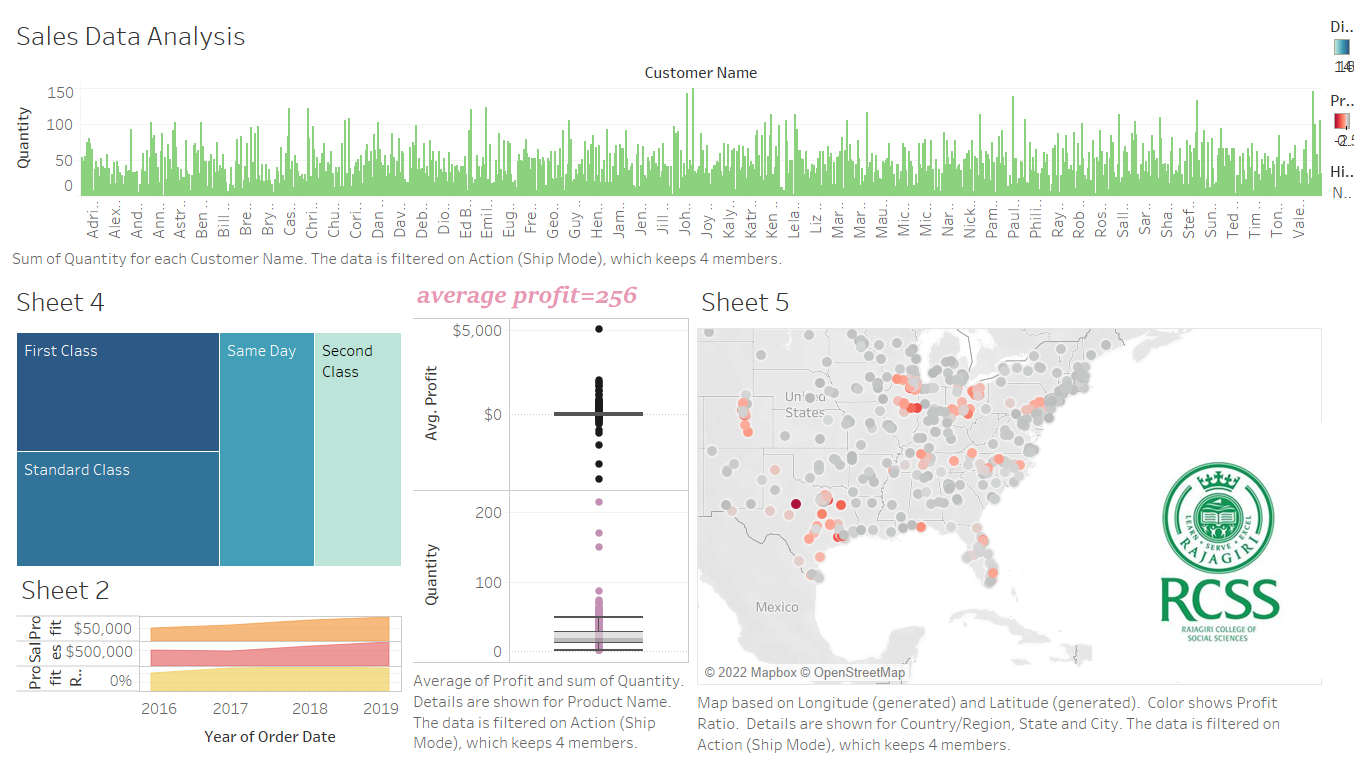 Sales Data Analysis
Di..
Customer Name
Pr..
Hi..
N..
Quantity
150
100
50
0
Adri..
Alex..
And..
Ann..
Astr..
Ben ..
Bill ..
Bre..
Bry..
Cas..
Chri..
Chu..
Cori..
Dan ..
Dav..
Deb..
Dio..
Ed B..
Emil..
Eug..
Fre..
Geo..
Guy ..
Hen..
Jam..
Jen..
Jill ..
Joh..
Joy ..
Kaly..
Katr..
Ken ..
Lela ..
Liz ..
Mar..
Mar..
Mau..
Mic..
Mic..
Nar..
Nick..
Pam..
Paul..
Phili..
Ray..
Rob ..
Ros..
Sall..
Sar..
Sha..
Stef..
Sun..
Ted ..
Tim ..
Ton..
Vale..
Sum of Quantity for each Customer Name. The data is filtered on Action (Ship Mode), which keeps 4 members.
Sheet 4
First Class
Standard Class
Same Day
Second
Class
Sheet 2
Pro
fit
$50,000
Sal
es
$500,000
Pro
fit
R..
0%
2016
2017
2018
2019
Year of Order Date
average profit=256
Avg. Profit
$5,000
$0
Quantity
200
100
0
Average of Profit and sum of Quantity.
Details are shown for Product Name.
The data is filtered on Action (Ship
Mode), which keeps 4 members.
Sheet 5
United
States
Mexico
© 2022 Mapbox © OpenStreetMap
LEARN • SERVE • EXCEL
RAJAGIRI
RCSS
RAJAGIRI COLLEGE OF
SOCIAL SCIENCES
Map based on Longitude (generated) and Latitude (generated).  Color shows Profit
Ratio.  Details are shown for Country/Region, State and City. The data is filtered on
Action (Ship Mode), which keeps 4 members.